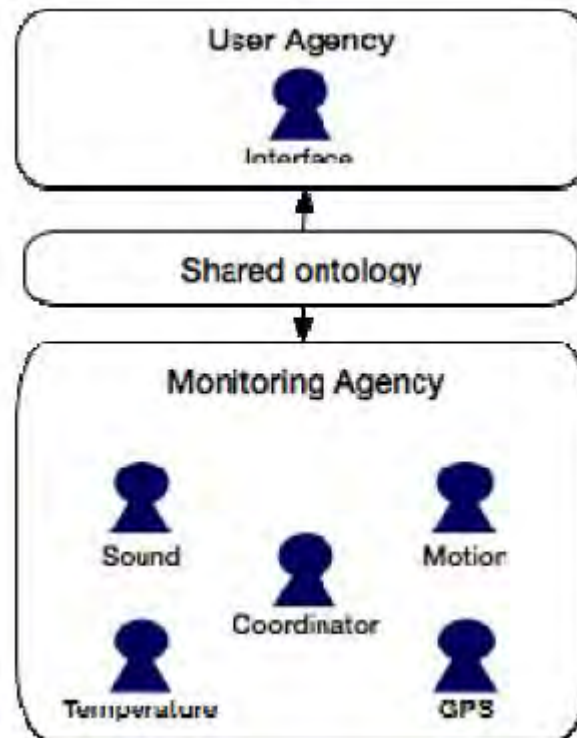 User Agency
Interface
Shared ontology
Monitoring Agency
Sound
Motion
Coordinator
Temperature
GPS